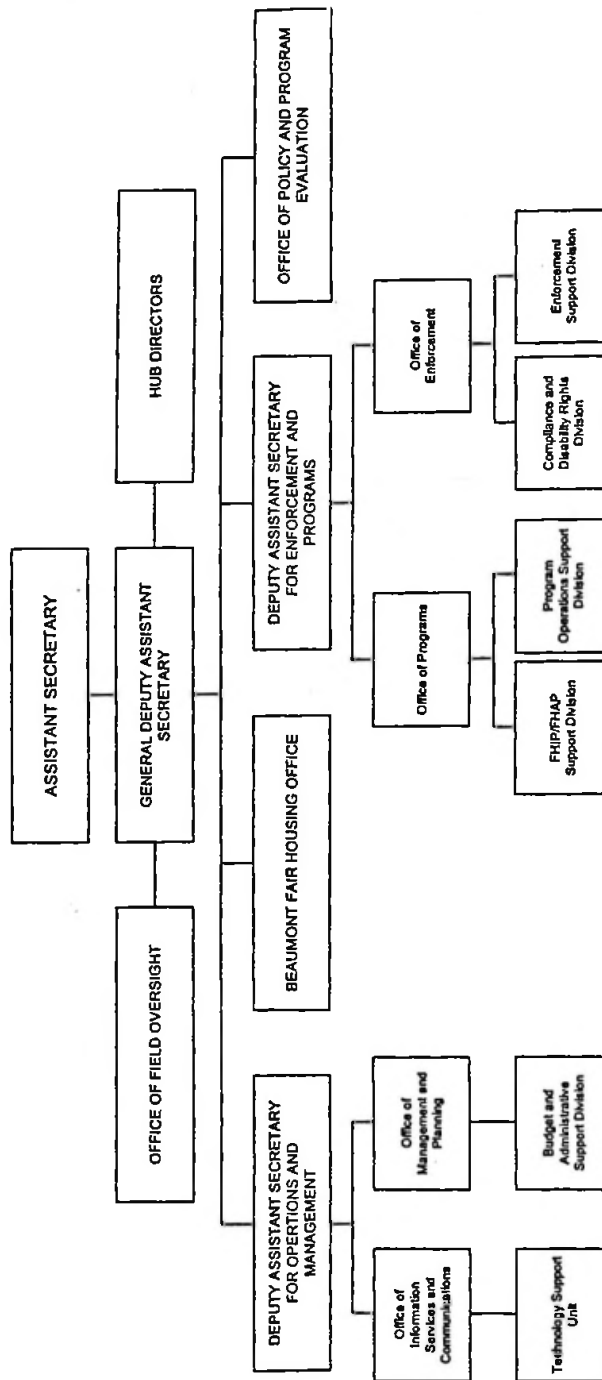 ASSISTANT SECRETARY
OFFICE OF FIELD OVERSIGHT
GENERAL DEPUTY ASSISTANT
SECRETARY
HUB DIRECTORS
DEPUTY ASSISTANT SECRETARY
FOR OPERTIONS AND
MANAGEMENT
BEAUMONT FAIR HOUSING OFFICE
DEPUTY ASSISTANT SECRETARY
FOR ENFORCEMENT AND
PROGRAMS
OFFICE OF POLICY AND PROGRAM
EVALUATION
Office of
Information
Services and
Communications
Office of
Management and
Planning
Office of Programs
Office of
Enforcement
Technology Support
Unit
Budget and
Administrative
Support Division
FHIP/FHAP
Support Division
Program
Operations Support
Division
Compliance and
Disability Rights
Division
Enforcement
Support Division